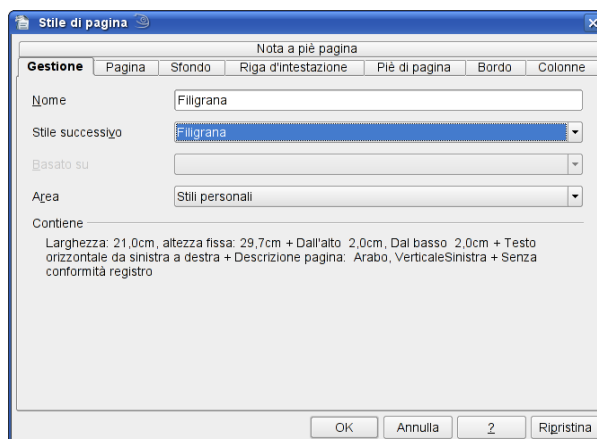 Stile di pagina
Nota a piè pagina
Gestione Pagina Sfondo Riga d'intestazione Piè di pagina Bordo Colonne
Nome Filigrana
Stile successivo Filigrana
Basato su
Area Stili personali
Contiene
Larghezza: 21,0cm, altezza fissa: 29,7cm + Dall'alto 2,0cm, Dal basso 2,0cm + Testo
orizzontale da sinistra a destra + Descrizione pagina: Arabo, VerticaleSinistra + Senza
conformità registro
OK Annulla ? Ripristina